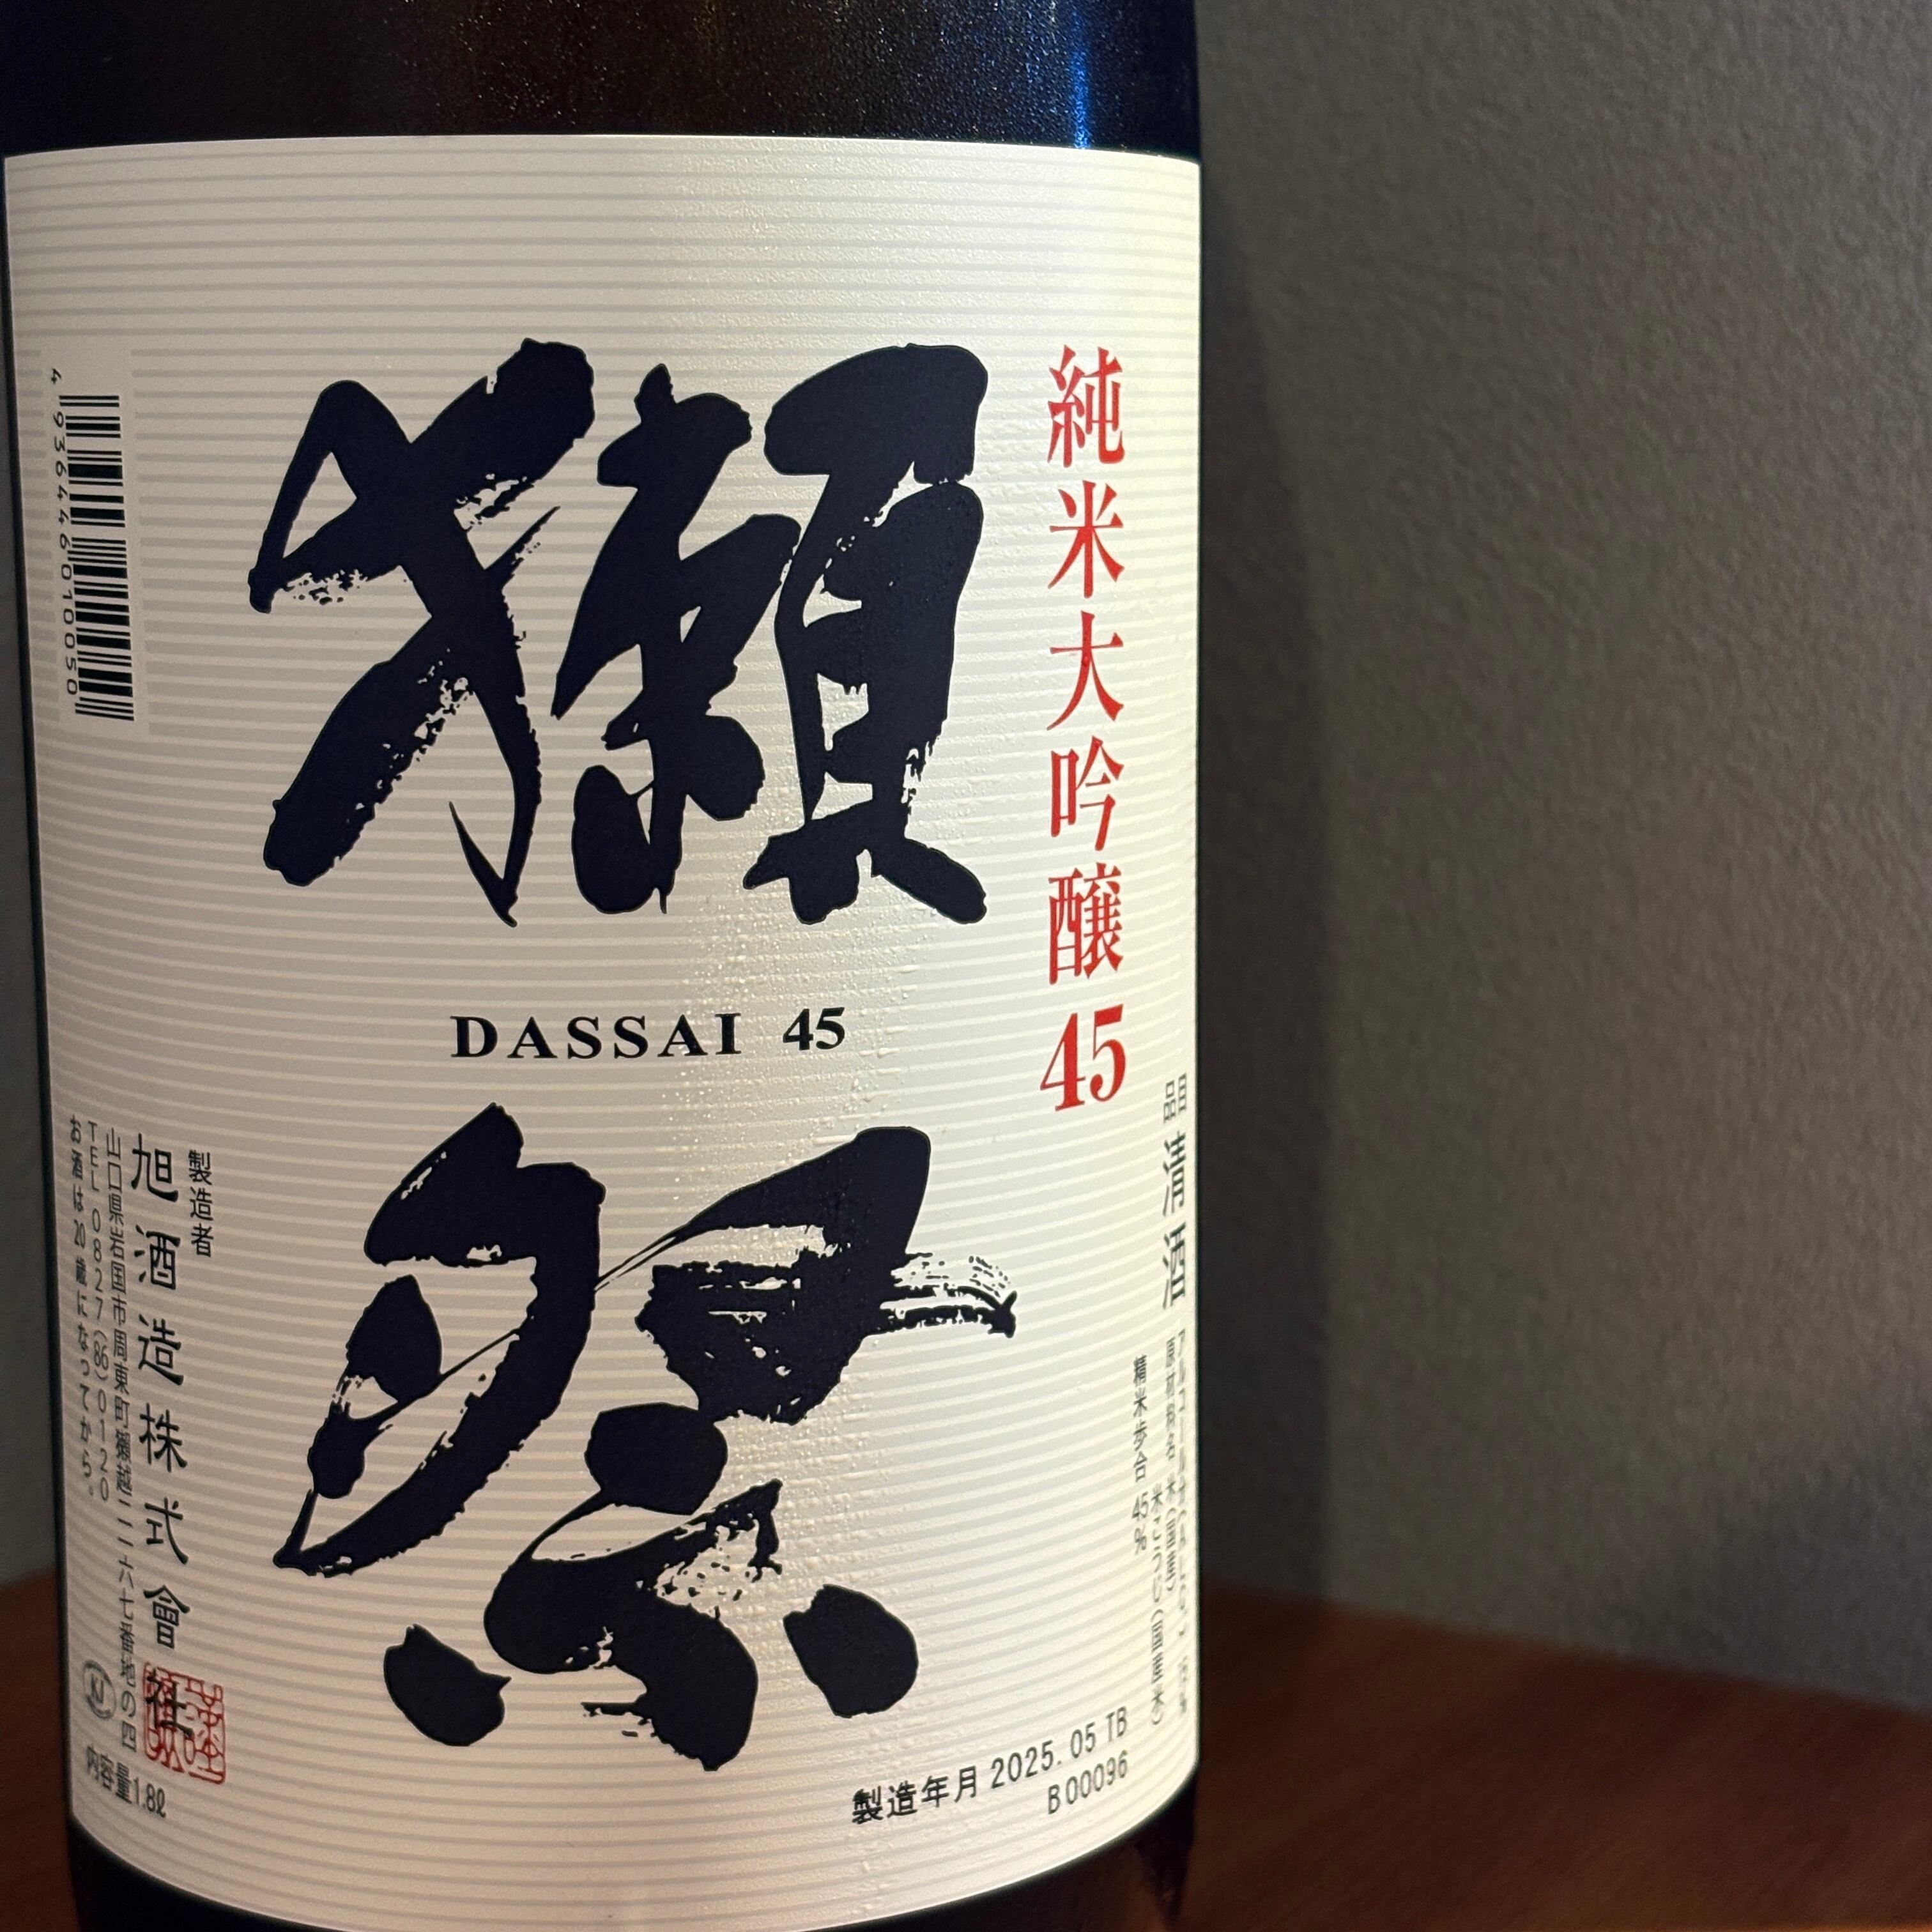 純米大吟醸45
獺祭
DASSAI 45
品目 清酒
原材料名 米(国産)
米こうじ(国産米)
精米歩合 45%
製造年月 2025.05 TB
B00096
製造者
旭酒造株式會社
山口県岩国市周東町獺越二一六七番地の四
TEL 0827(86)0120
お酒は20歳になってから。
内容量1.8ℓ
4936446010050